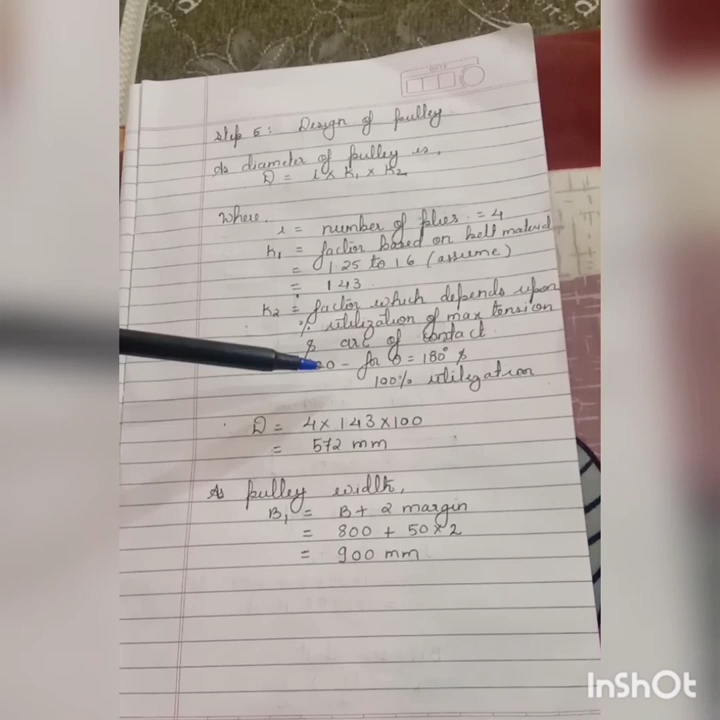 Step 5: Design of pulley
As diameter of pulley is,
D = i × K1 × K2
where,
i = number of plies = 4
K1 = factor based on belt material
= 1.25 to 1.6 (assume)
= 1.43
K2 = factor which depends upon
% utilization of max tension
& arc of contact
for θ = 180° &
100% utilization
D = 4 × 1.43 × 100
= 572 mm
As pulley width,
B1 = B + 2 margin
= 800 + 50 × 2
= 900 mm
InShOt